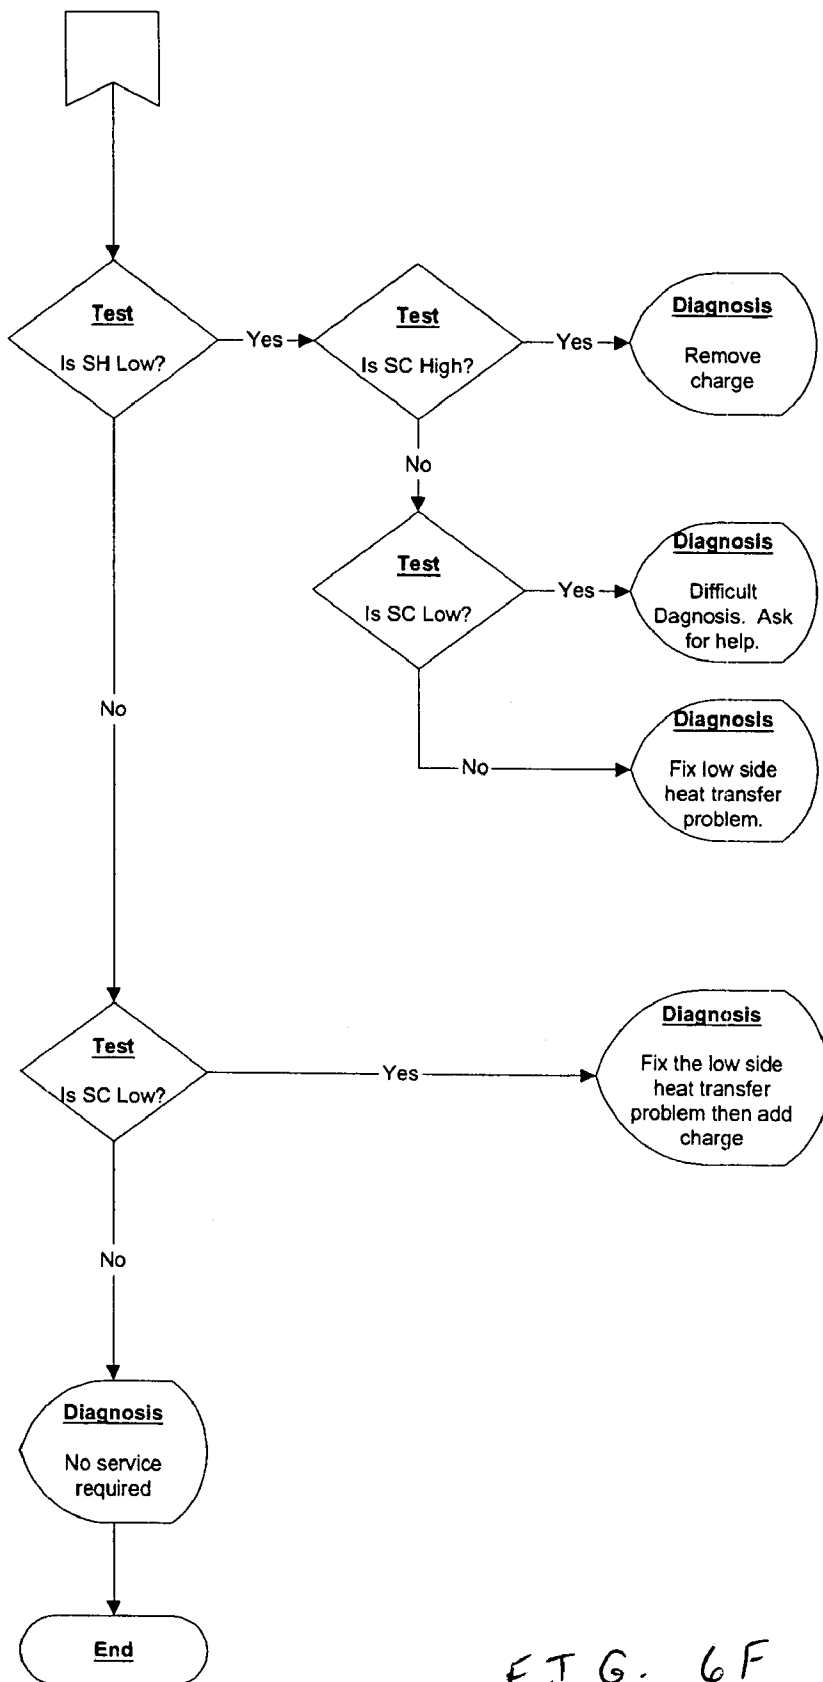 Test
Is SH Low?
Yes
Test
Is SC High?
Yes
Diagnosis
Remove
charge
No
Test
Is SC Low?
Yes
Diagnosis
Difficult
Dagnosis. Ask
for help.
No
Diagnosis
Fix low side
heat transfer
problem.
No
Test
Is SC Low?
Yes
Diagnosis
Fix the low side
heat transfer
problem then add
charge
No
Diagnosis
No service
required
End
FIG. 6F